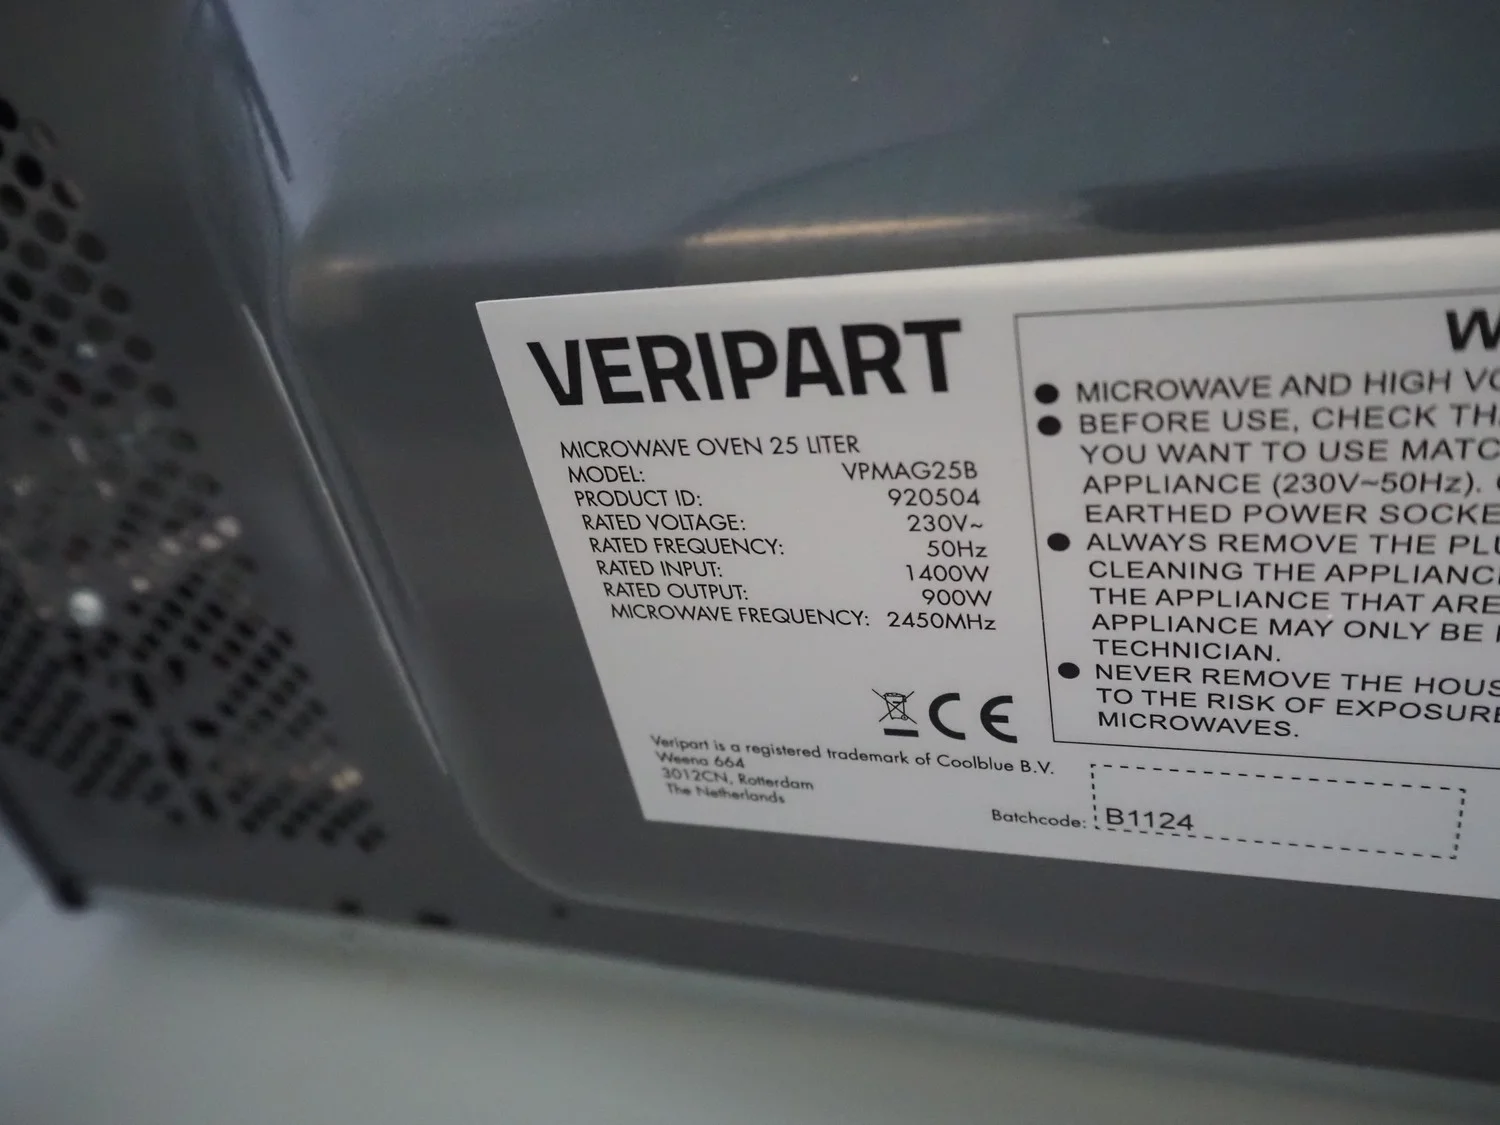 VERIPART
MICROWAVE OVEN 25 LITER
MODEL: VPMAG25B
PRODUCT ID: 920504
RATED VOLTAGE: 230V~
RATED FREQUENCY: 50Hz
RATED INPUT: 1400W
RATED OUTPUT: 900W
MICROWAVE FREQUENCY: 2450MHz
CE
Veripart is a registered trademark of Coolblue B.V.
Weena 664
3012CN, Rotterdam
The Netherlands
Batchcode: B1124
● MICROWAVE AND HIGH
● BEFORE USE, CHECK
YOU WANT TO USE
APPLIANCE (230V~50Hz).
EARTHED POWER
● ALWAYS REMOVE THE
CLEANING THE
THE APPLIANCE THAT ARE
APPLIANCE MAY ONLY BE
TECHNICIAN.
● NEVER REMOVE THE
TO THE RISK OF
MICROWAVES.